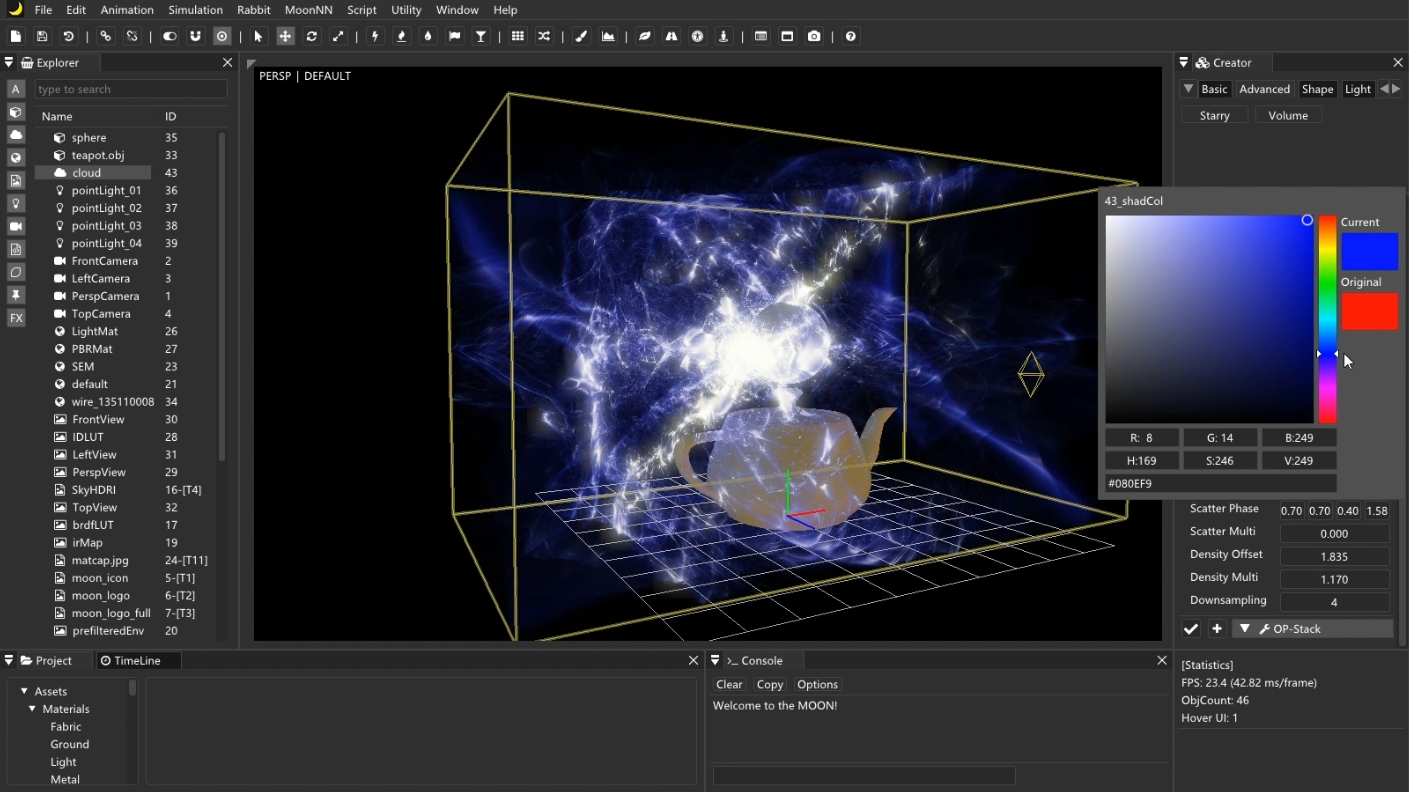 File Edit Animation Simulation Rabbit MoonNN Script Utility Window Help
Explorer
type to search
Name ID
sphere 35
teapot.obj 33
cloud 43
pointLight_01 36
pointLight_02 37
pointLight_03 38
pointLight_04 39
FrontCamera 2
LeftCamera 3
PerspCamera 1
TopCamera 4
LightMat 26
PBRMat 27
SEM 23
default 21
wire_135110008 34
FrontView 30
IDLUT 28
LeftView 31
PerspView 29
SkyHDRI 16-[T4]
TopView 32
brdfLUT 17
irMap 19
matcap.jpg 24-[T11]
moon_icon 5-[T1]
moon_logo 6-[T2]
moon_logo_full 7-[T3]
prefilteredEnv 20
A
FX
PERSP | DEFAULT
Creator
Basic Advanced Shape Light
Starry Volume
43_shadCol
Current
Original
R: 8 G: 14 B:249
H:169 S:246 V:249
#080EF9
Scatter Phase 0.70 0.70 0.40 1.58
Scatter Multi 0.000
Density Offset 1.835
Density Multi 1.170
Downsampling 4
OP-Stack
Project TimeLine
Assets
Materials
Fabric
Ground
Light
Metal
Console
Clear Copy Options
Welcome to the MOON!
[Statistics]
FPS: 23.4 (42.82 ms/frame)
ObjCount: 46
Hover UI: 1